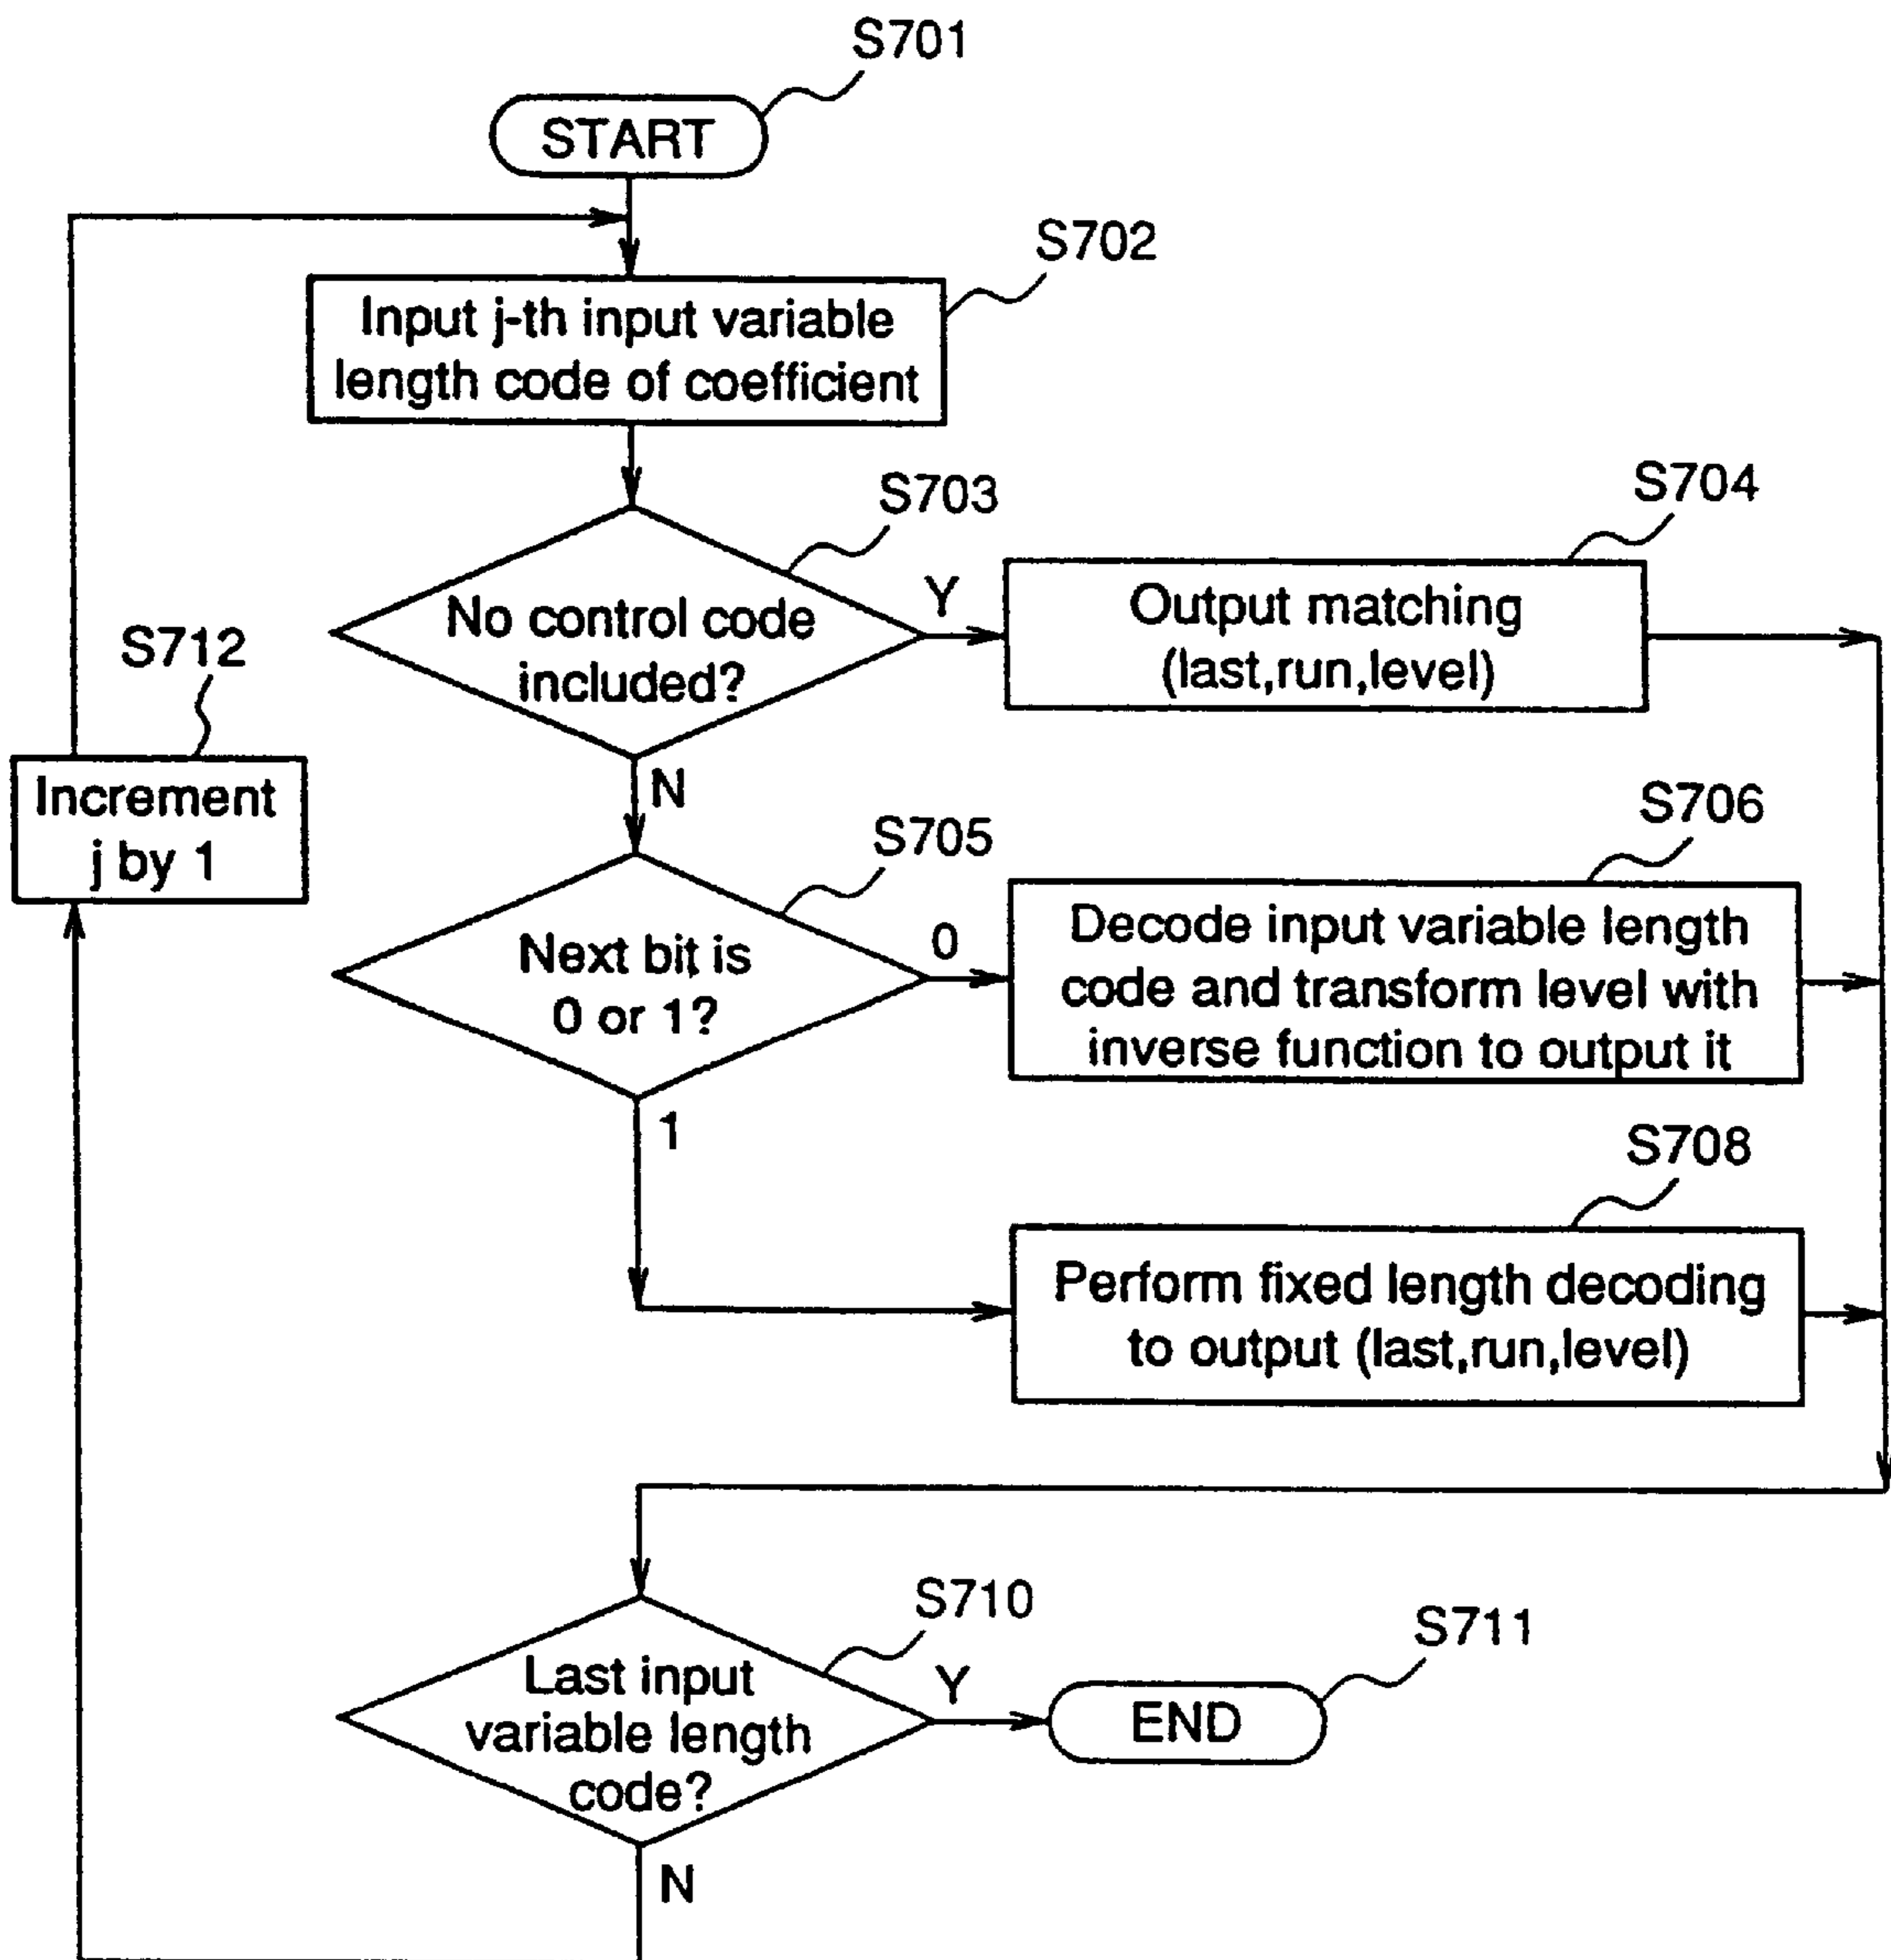 S701
START
S702
Input j-th input variable
length code of coefficient
S703
No control code
included?
Y
S704
Output matching
(last,run,level)
N
S712
Increment
j by 1
S705
Next bit is
0 or 1?
0
S706
Decode input variable length
code and transform level with
inverse function to output it
1
S708
Perform fixed length decoding
to output (last,run,level)
S710
Last input
variable length
code?
Y
S711
END
N